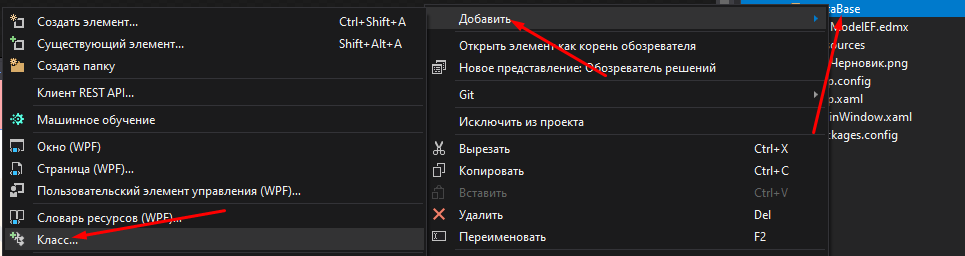 Создать элемент... Ctrl+Shift+A
Существующий элемент... Shift+Alt+A
Создать папку
Клиент REST API...
Машинное обучение
Окно (WPF)
Страница (WPF)...
Пользовательский элемент управления (WPF)...
Словарь ресурсов (WPF)...
Класс...
Добавить
Открыть элемент как корень обозревателя
Новое представление: Обозреватель решений
Git
Исключить из проекта
Вырезать Ctrl+X
Копировать Ctrl+C
Вставить Ctrl+V
Удалить Del
Переименовать F2
taBase
ModelEF.edmx
sources
Черновик.png
p.config
p.xaml
inWindow.xaml
ckages.config